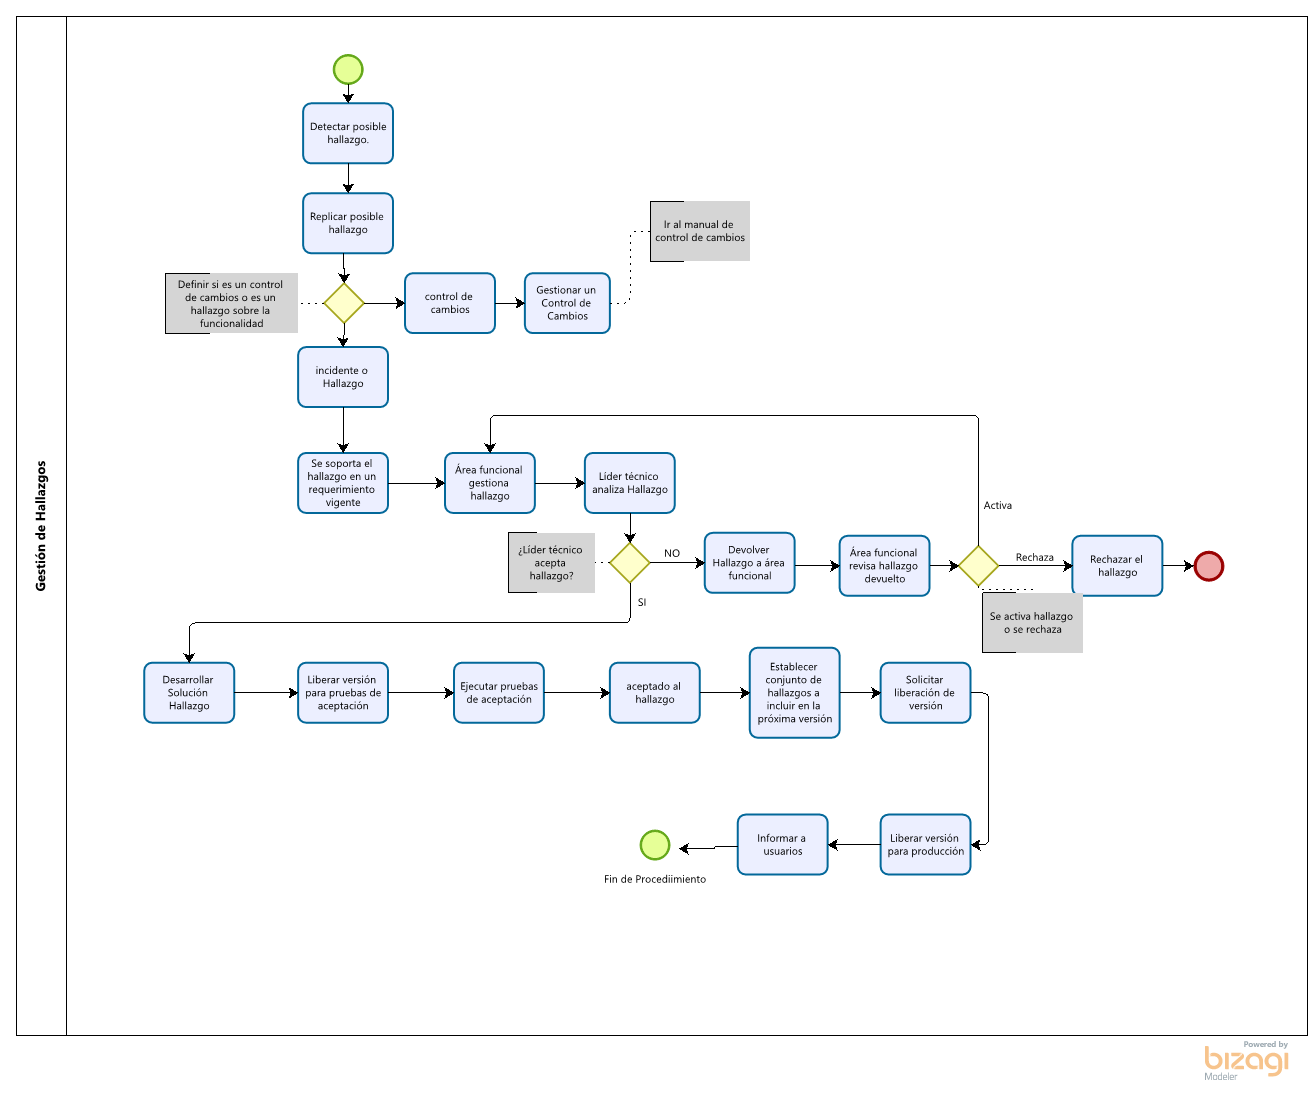 Gestión de Hallazgos
Detectar posible
hallazgo.
Replicar posible
hallazgo
Ir al manual de
control de cambios
Definir si es un control
de cambios o es un
hallazgo sobre la
funcionalidad
control de
cambios
Gestionar un
Control de
Cambios
incidente o
Hallazgo
Se soporta el
hallazgo en un
requerimiento
vigente
Área funcional
gestiona
hallazgo
Líder técnico
analiza Hallazgo
Activa
¿Líder técnico
acepta
hallazgo?
NO
Devolver
Hallazgo a área
funcional
Área funcional
revisa hallazgo
devuelto
Rechaza
Rechazar el
hallazgo
SI
Se activa hallazgo
o se rechaza
Desarrollar
Solución
Hallazgo
Liberar versión
para pruebas de
aceptación
Ejecutar pruebas
de aceptación
aceptado al
hallazgo
Establecer
conjunto de
hallazgos a
incluir en la
próxima versión
Solicitar
liberación de
versión
Fin de Procediimiento
Informar a
usuarios
Liberar versión
para producción
Powered by
bizagi
Modeler